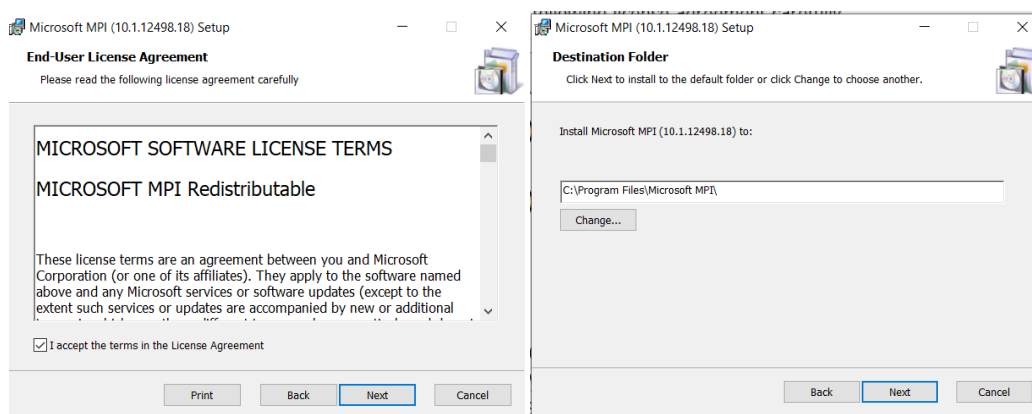 Microsoft MPI (10.1.12498.18) Setup
End-User License Agreement
Please read the following license agreement carefully
MICROSOFT SOFTWARE LICENSE TERMS
MICROSOFT MPI Redistributable
These license terms are an agreement between you and Microsoft
Corporation (or one of its affiliates). They apply to the software named
above and any Microsoft services or software updates (except to the
extent such services or updates are accompanied by new or additional
I accept the terms in the License Agreement
Print
Back
Next
Cancel
following license agreement carefully
Microsoft MPI (10.1.12498.18) Setup
Destination Folder
Click Next to install to the default folder or click Change to choose another.
Install Microsoft MPI (10.1.12498.18) to:
C:\Program Files\Microsoft MPI\
Change...
Back
Next
Cancel